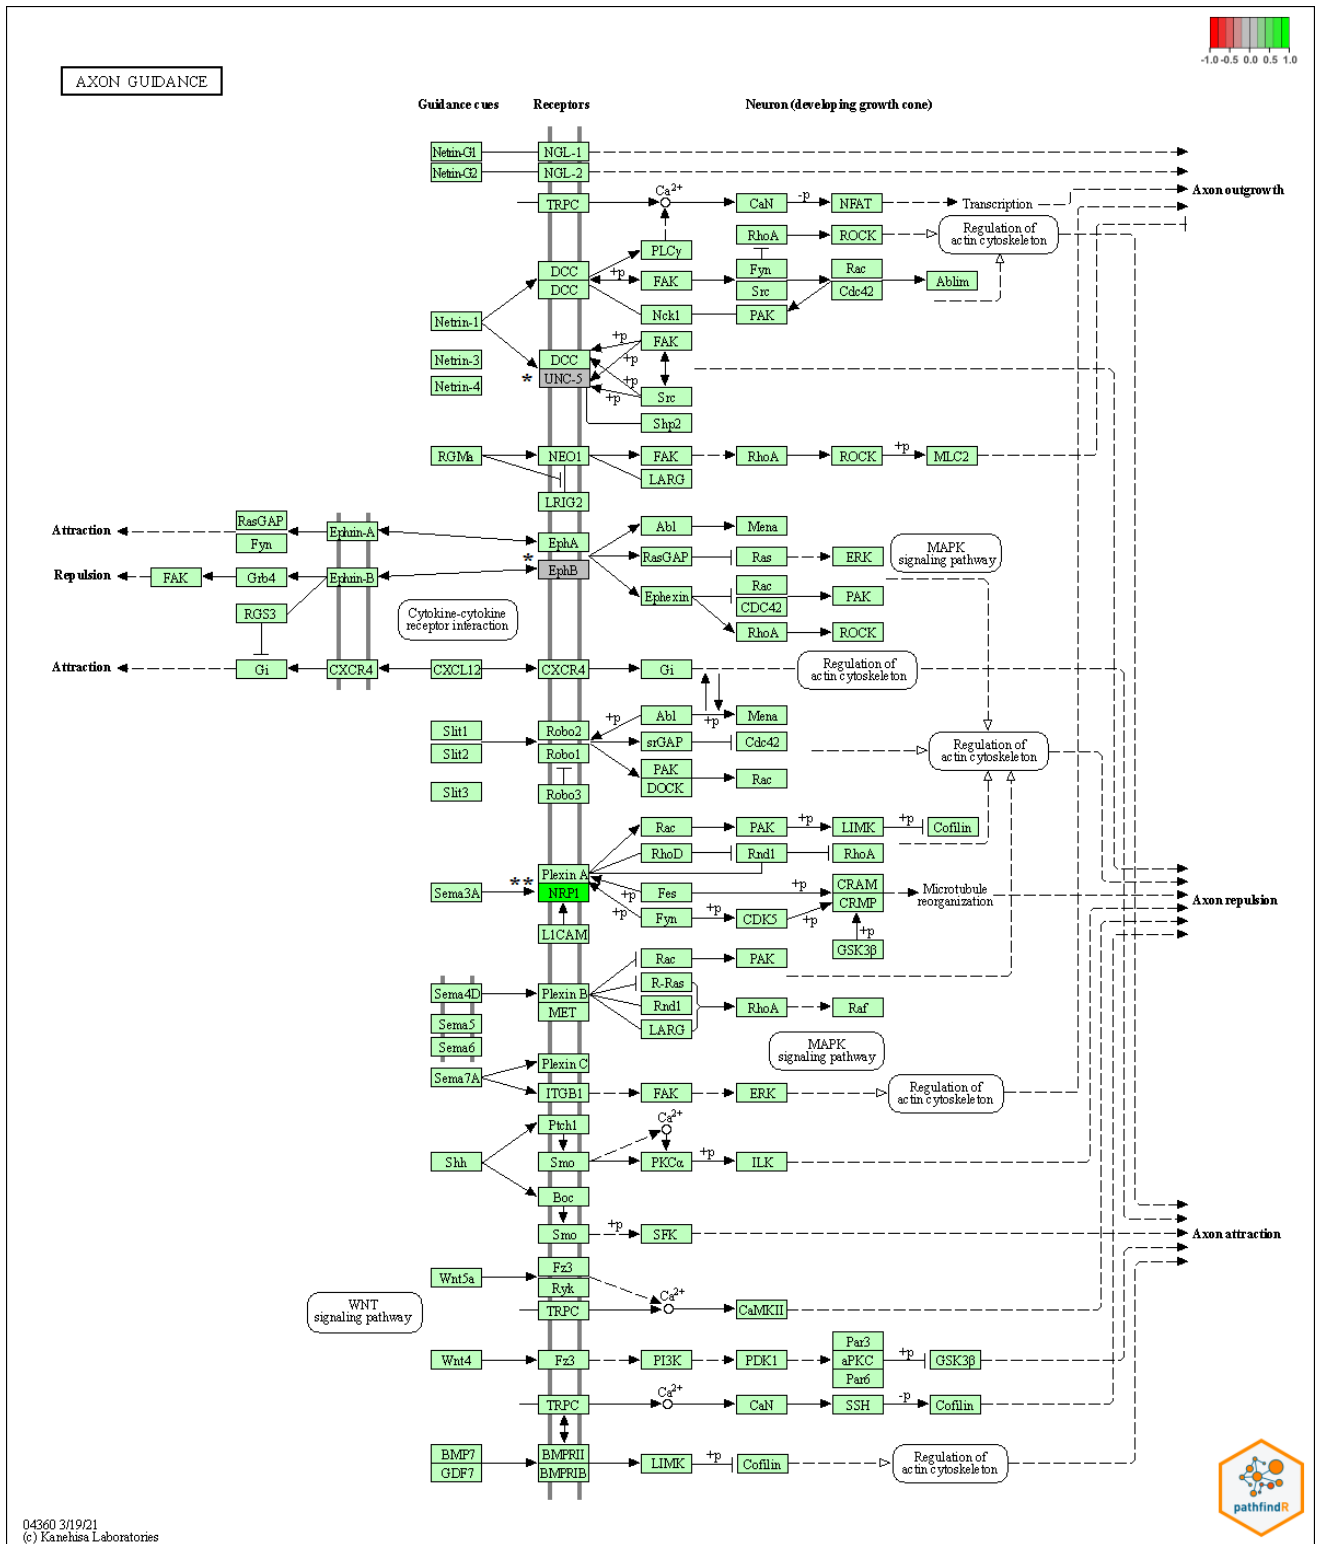 -1.0 -0.5 0.0 0.5 1.0
AXON GUIDANCE
Guidance cues Receptors Neuron (developing growth cone)
Netrin-G1 NGL-1
Netrin-G2 NGL-2
Axon outgrowth
TRPC Ca2+ CaN -p NFAT Transcription
RhoA ROCK Regulation of
actin cytoskeleton
PLCγ
DCC +p FAK Fyn Rac Ablim
DCC Src Cdc42
Nck1 PAK
Netrin-1
FAK
+p
Netrin-3 DCC +p
* UNC-5 +p
Netrin-4 Src
+p
Shp2
RGMa NEO1 FAK RhoA ROCK +p MLC2
LARG
LRIG2
Attraction RasGAP Ephrin-A
Fyn
EphA Abl Mena
* RasGAP Ras ERK MAPK
signaling pathway
Repulsion FAK Grb4 Ephrin-B EphB
RGS3 Cytokine-cytokine
receptor interaction
Ephexin Rac PAK
CDC42
RhoA ROCK
Attraction Gi CXCR4 CXCL12 CXCR4 Gi Regulation of
actin cytoskeleton
+p Abl +p Mena
Slit1 Robo2 srGAP Cdc42 Regulation of
actin cytoskeleton
Slit2 Robo1
PAK Rac
DOCK
Slit3 Robo3
Rac PAK +p LIMK +p Cofilin
RhoD Rnd1 RhoA
Plexin A
** Sema3A NRP1 +p Fes +p CRAM Microtubule
reorganization
CRMP
+p Fyn +p CDK5 +p
Axon repulsion
L1CAM +p
GSK3β
Rac PAK
Sema4D Plexin B R-Ras
MET Rnd1 RhoA Raf
Sema5 LARG
Sema6 MAPK
signaling pathway
Plexin C
Sema7A
ITGB1 FAK ERK Regulation of
actin cytoskeleton
Ptch1 Ca2+
Shh Smo PKCα +p ILK
Boc
Smo +p SFK
Axon attraction
Wnt5a Fz3
Ryk Ca2+
TRPC CaMKII
WNT
signaling pathway
Wnt4 Fz3 PI3K PDK1 Par3
aPKC +p GSK3β
Par6
TRPC Ca2+ CaN SSH -p Cofilin
BMP7 BMPRII LIMK +p Cofilin Regulation of
actin cytoskeleton
GDF7 BMPRIB
pathfindR
04360 3/19/21
(c) Kanehisa Laboratories